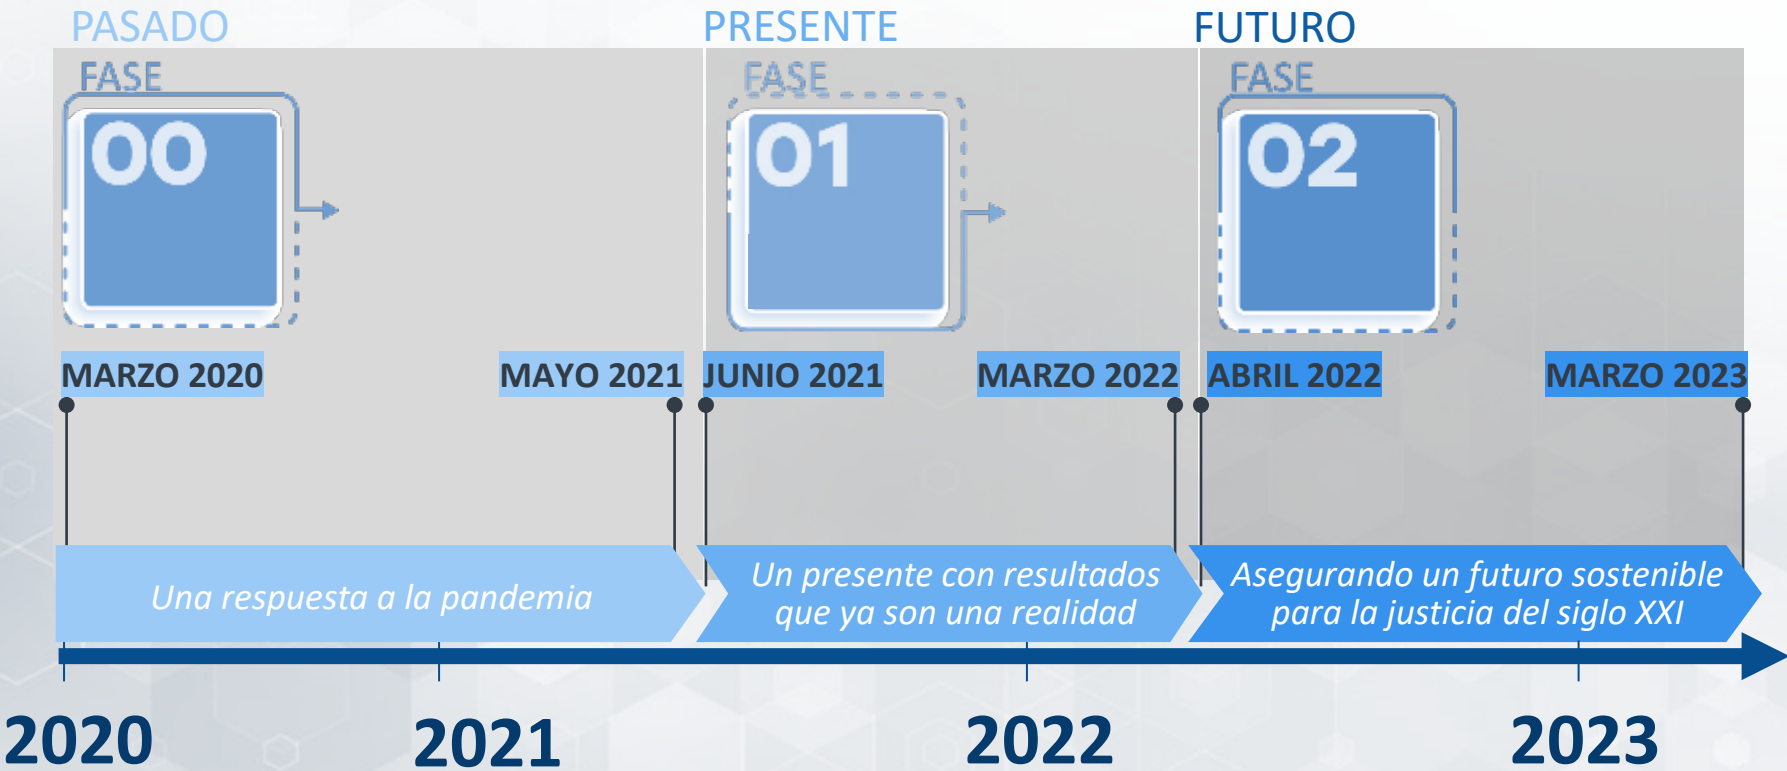 PASADO
PRESENTE
FUTURO
FASE
00
FASE
01
FASE
02
MARZO 2020
MAYO 2021
JUNIO 2021
MARZO 2022
ABRIL 2022
MARZO 2023
Una respuesta a la pandemia
Un presente con resultados
que ya son una realidad
Asegurando un futuro sostenible
para la justicia del siglo XXI
2020
2021
2022
2023